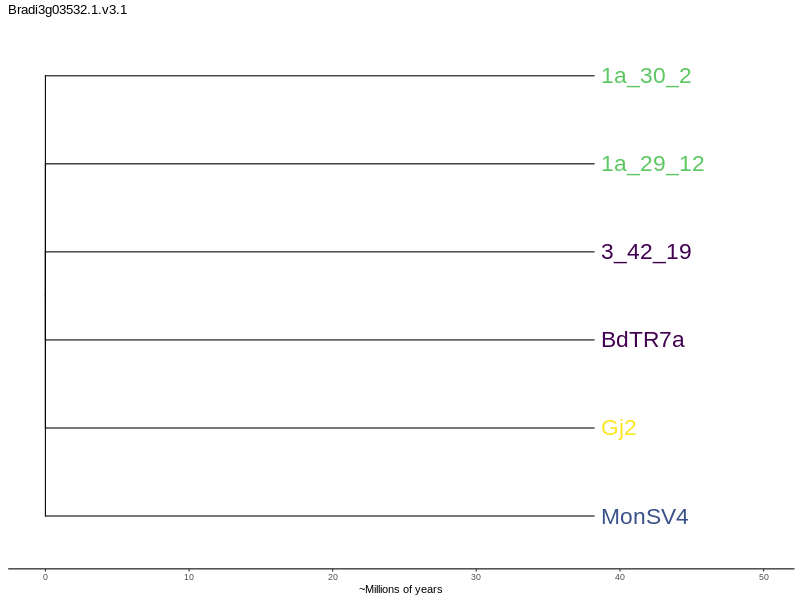 Bradi3g03532.1.v3.1
1a_30_2
1a_29_12
3_42_19
BdTR7a
Gj2
MonSV4
0 10 20 30 40 50
~Millions of years